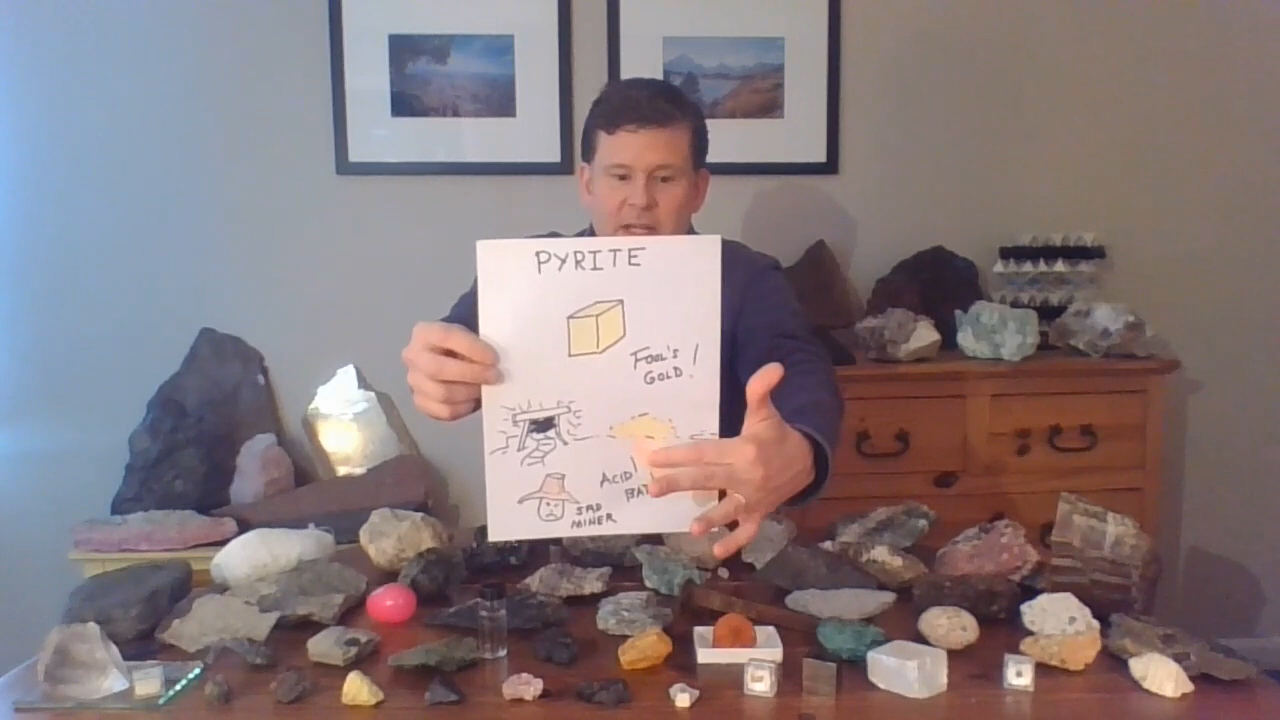 PYRITE
FOOL'S
GOLD!
ACID!
SAD
MINER